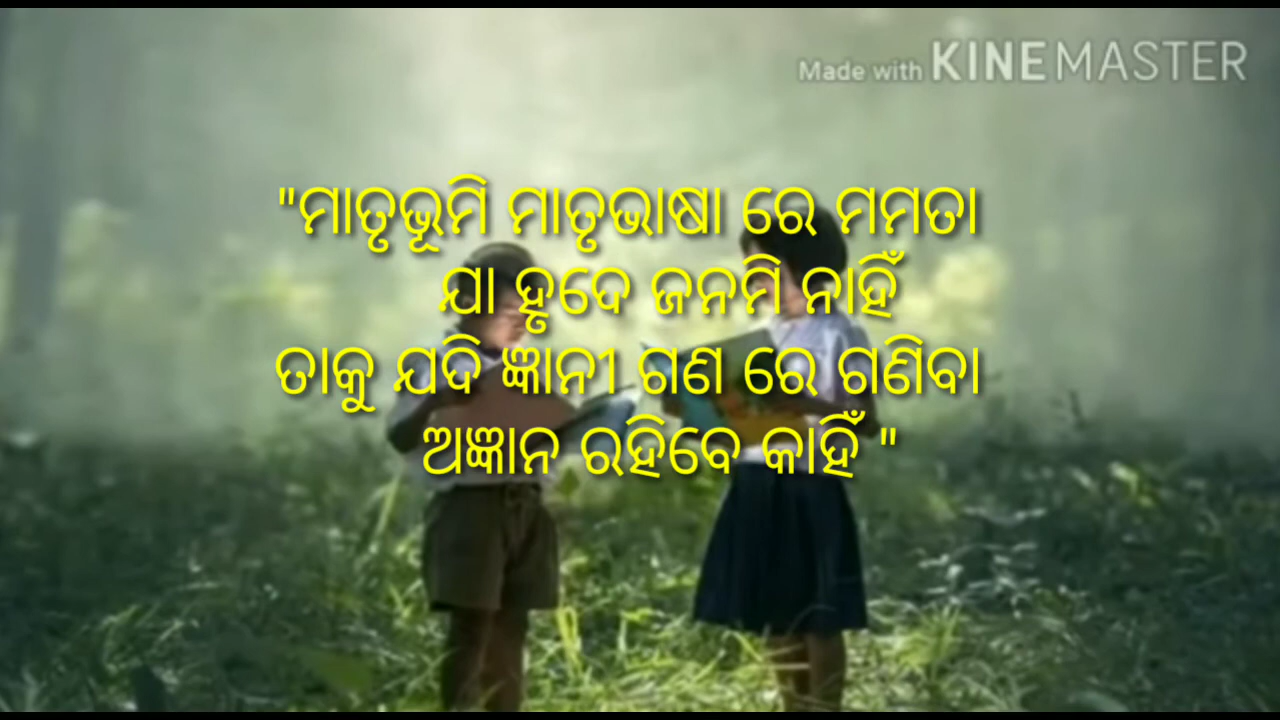 Made with KINEMASTER
"ମାତୃଭୂମି ମାତୃଭାଷା ରେ ମମତା
ଯା ହୃଦେ ଜନମି ନାହିଁ
ତାକୁ ଯଦି ଜ୍ଞାନୀ ଗଣ ରେ ଗଣିବା
ଅଜ୍ଞାନ ରହିବେ କାହିଁ "